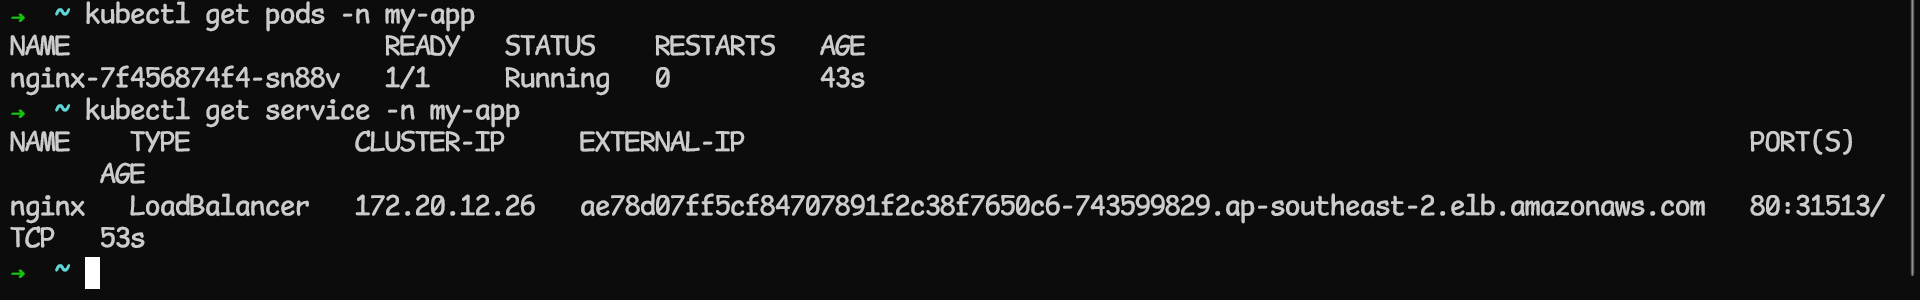 → ~ kubectl get pods -n my-app
NAME READY STATUS RESTARTS AGE
nginx-7f456874f4-sn88v 1/1 Running 0 43s
→ ~ kubectl get service -n my-app
NAME TYPE CLUSTER-IP EXTERNAL-IP PORT(S)
AGE
nginx LoadBalancer 172.20.12.26 ae78d07ff5cf84707891f2c38f7650c6-743599829.ap-southeast-2.elb.amazonaws.com 80:31513/
TCP 53s
→ ~